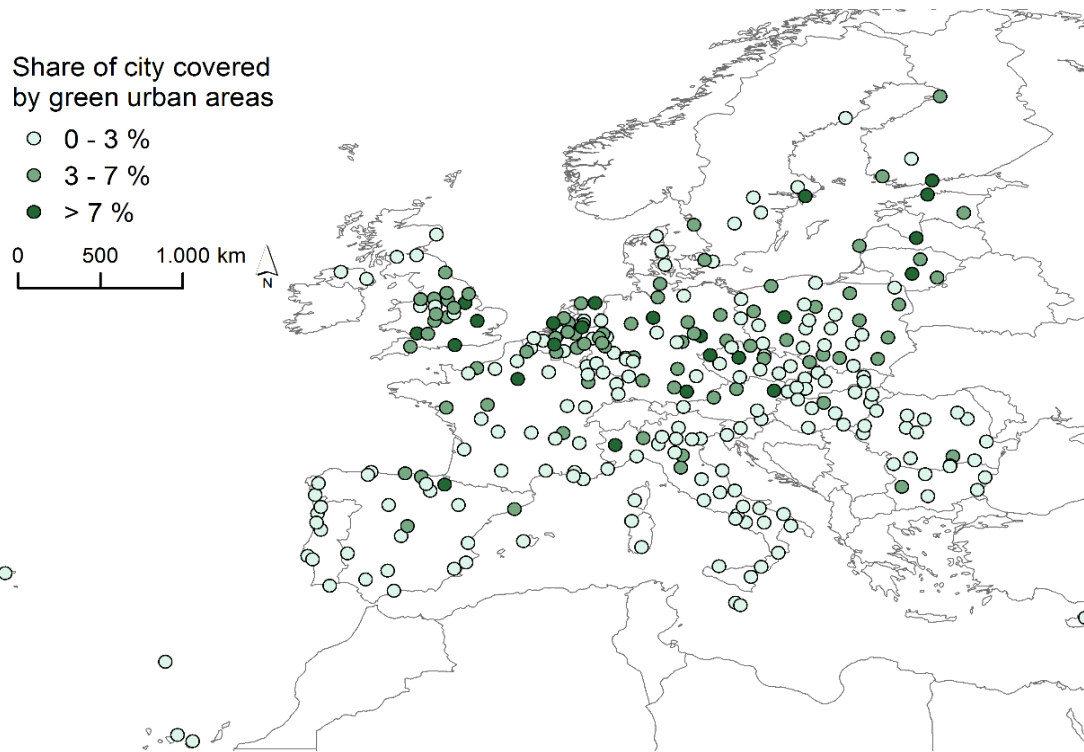 Share of city covered
by green urban areas
0 - 3 %
3 - 7 %
> 7 %
0 500 1.000 km
N